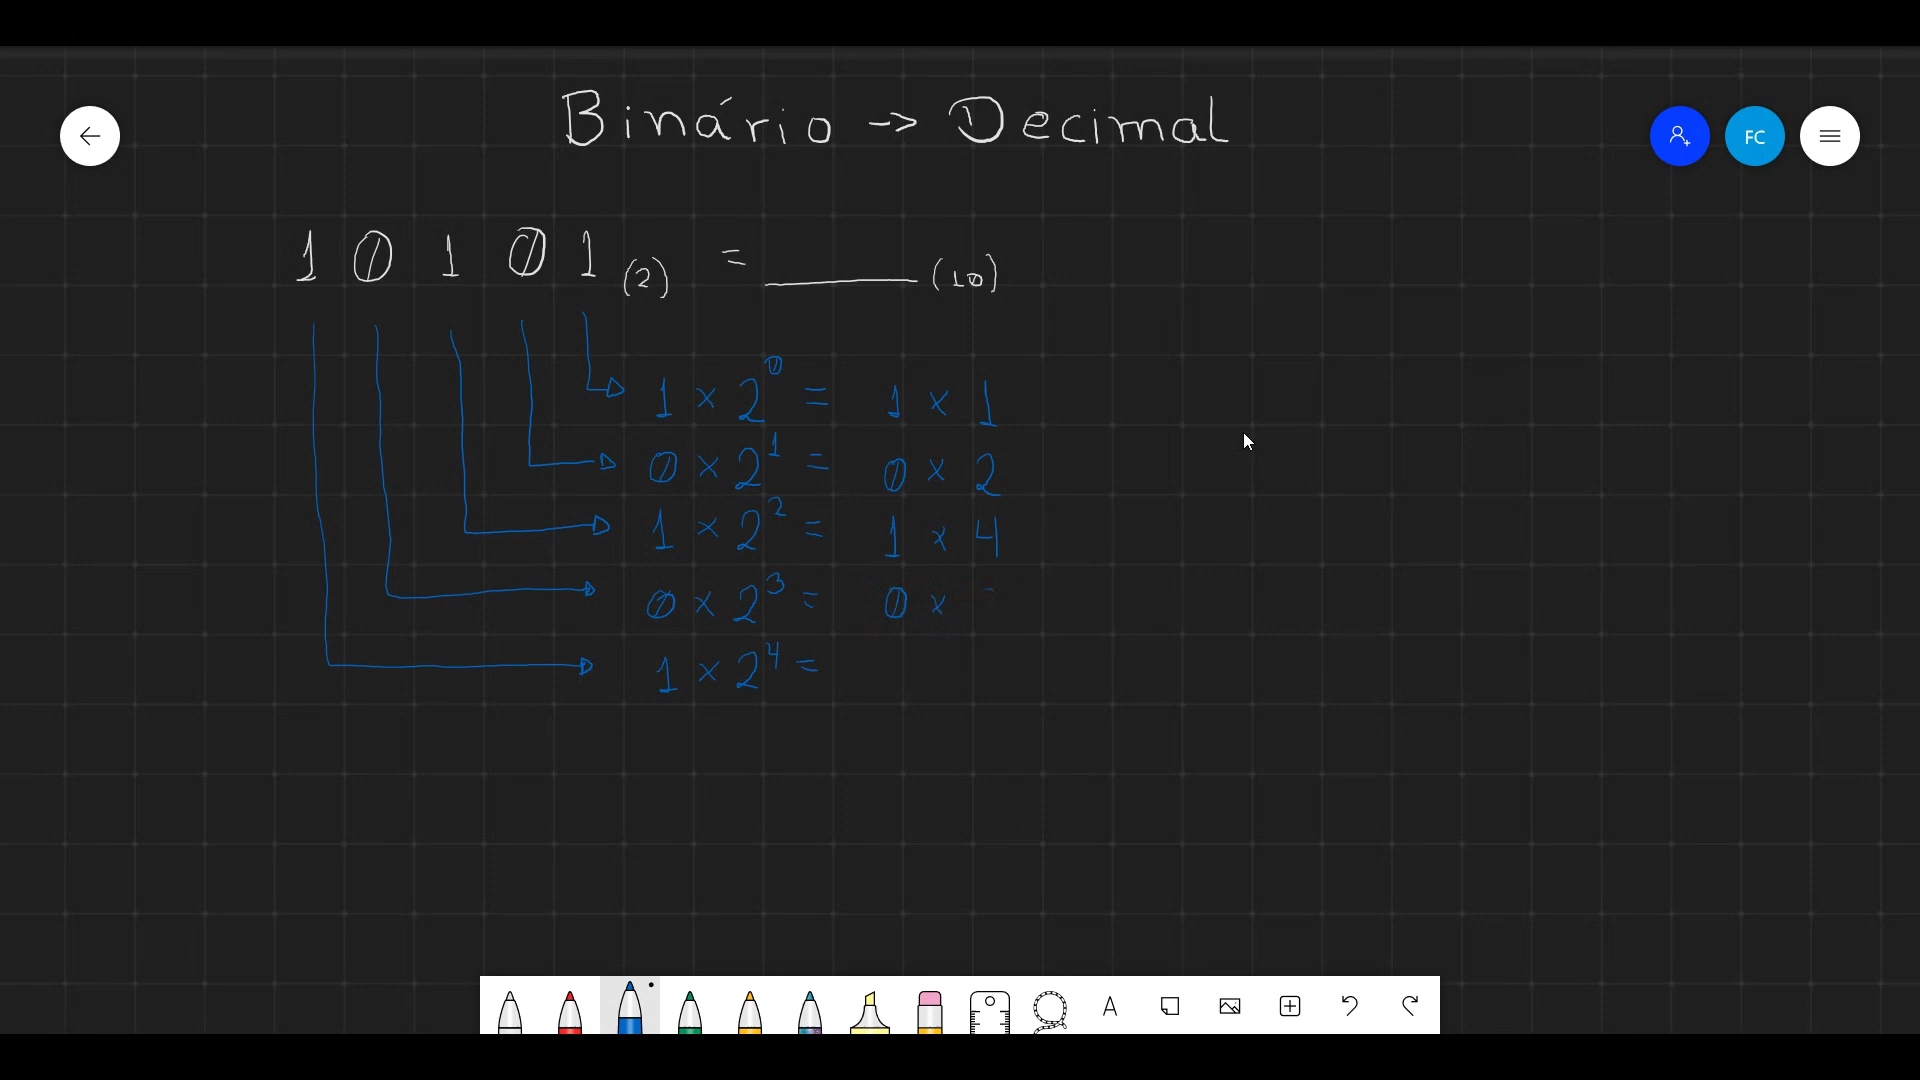 Binário -> Decimal
FC
1 0 1 0 1 (2) = ______ (10)
1 × 2⁰ = 1 × 1
0 × 2¹ = 0 × 2
1 × 2² = 1 × 4
0 × 2³ = 0 ×
1 × 2⁴ =
A